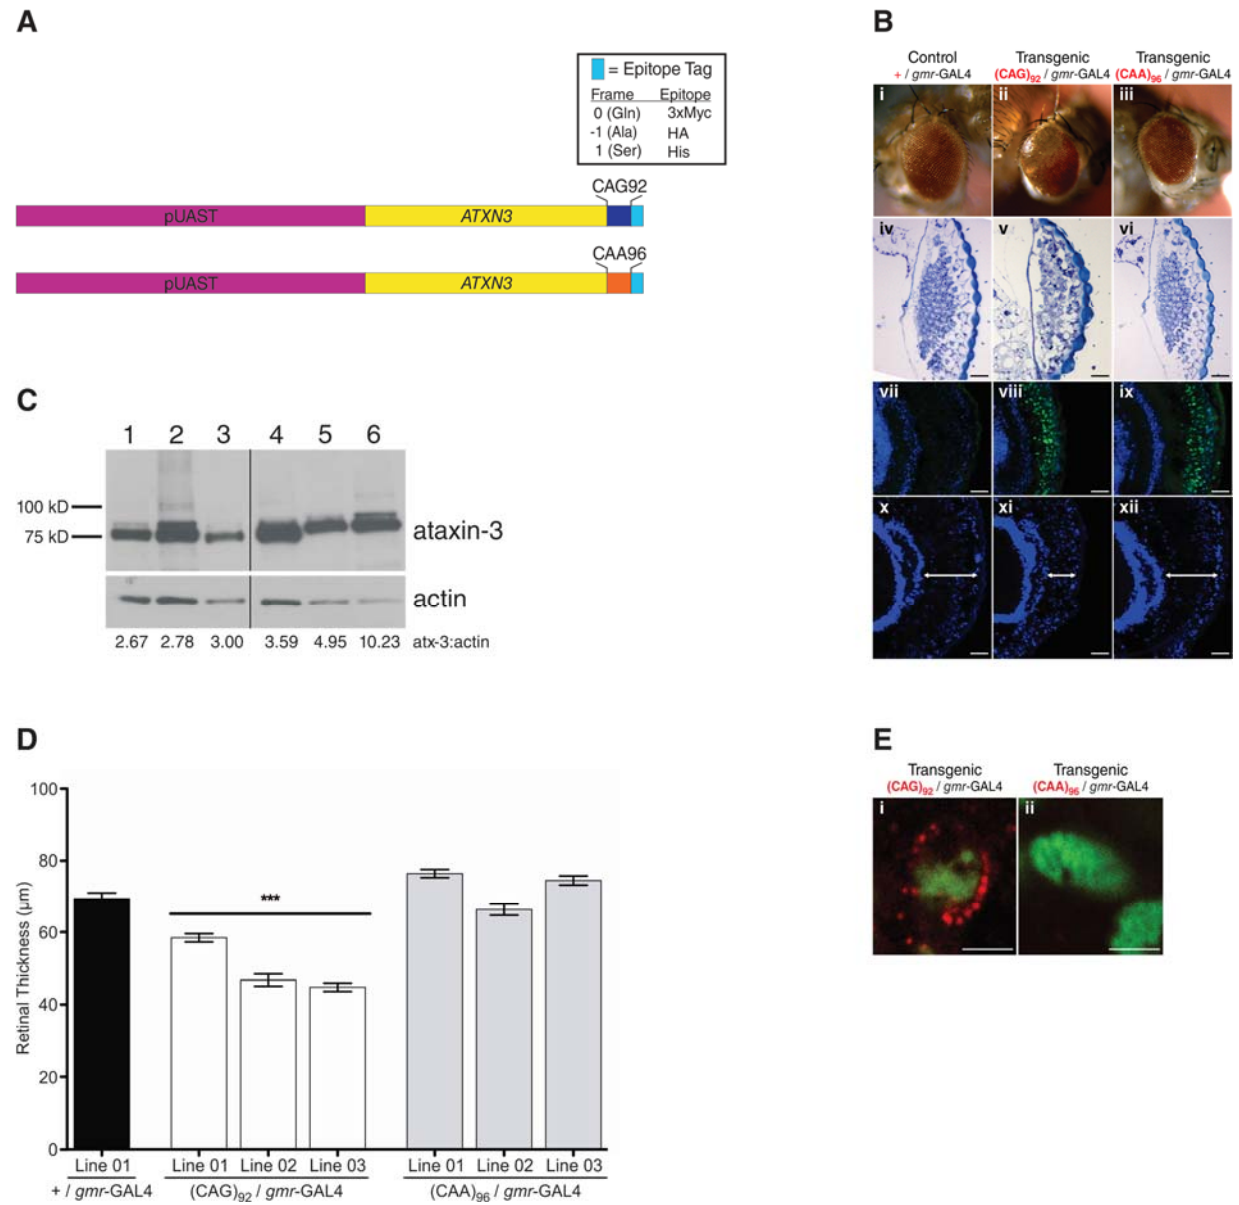 A
= Epitope Tag
Frame Epitope
0 (Gln) 3xMyc
-1 (Ala) HA
1 (Ser) His
CAG92
pUAST ATXN3
CAA96
pUAST ATXN3
B
Control Transgenic Transgenic
+ / gmr-GAL4 (CAG)92 / gmr-GAL4 (CAA)96 / gmr-GAL4
i ii iii
iv v vi
vii viii ix
x xi xii
C
1 2 3 4 5 6
100 kD
75 kD
ataxin-3
actin
2.67 2.78 3.00 3.59 4.95 10.23 atx-3:actin
D
Retinal Thickness (µm)
100
80
60
40
20
0
***
Line 01 Line 01 Line 02 Line 03 Line 01 Line 02 Line 03
+ / gmr-GAL4 (CAG)92 / gmr-GAL4 (CAA)96 / gmr-GAL4
E
Transgenic Transgenic
(CAG)92 / gmr-GAL4 (CAA)96 / gmr-GAL4
i ii